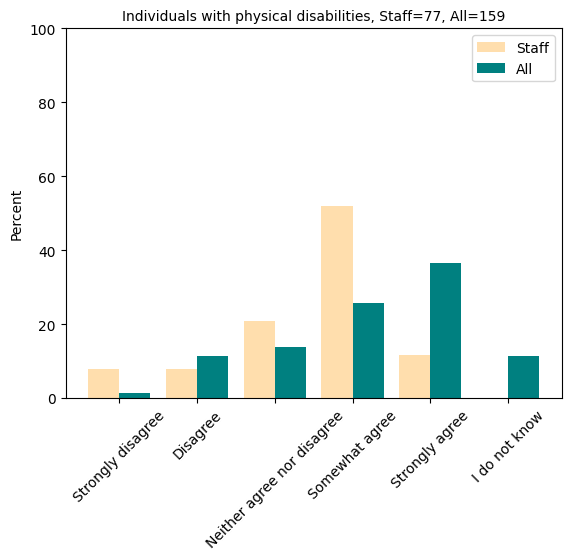 Individuals with physical disabilities, Staff=77, All=159
100
80
60
40
20
0
Percent
Staff
All
Strongly disagree
Disagree
Neither agree nor disagree
Somewhat agree
Strongly agree
I do not know